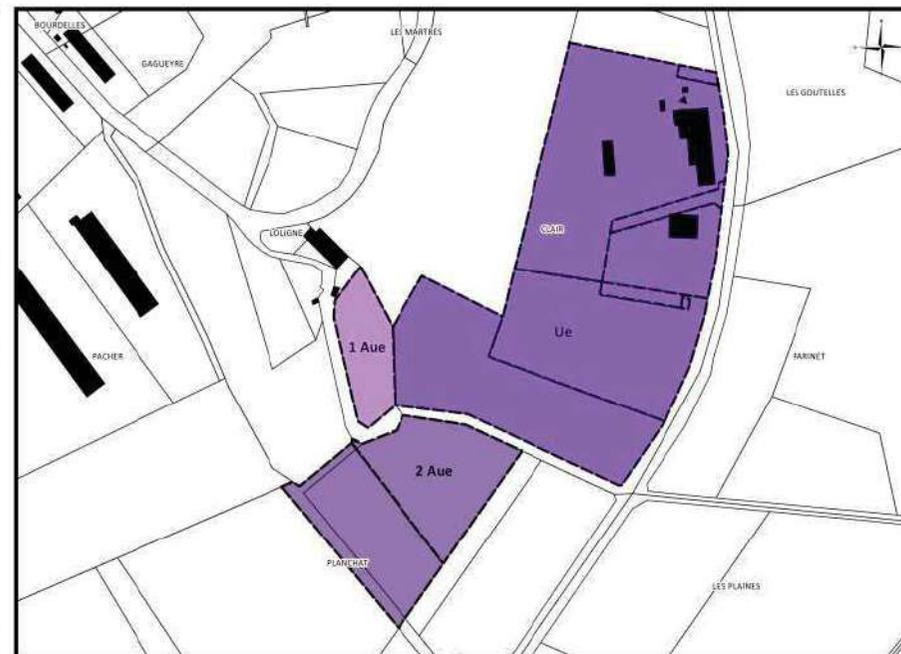 BOURDELLES
LES MARTRES
GAGUEYRE
LES GOUTELLES
LOLIGNE
CLAIR
Ue
1 Aue
PACHER
FARINET
2 Aue
PLANCHAT
LES PLAINES